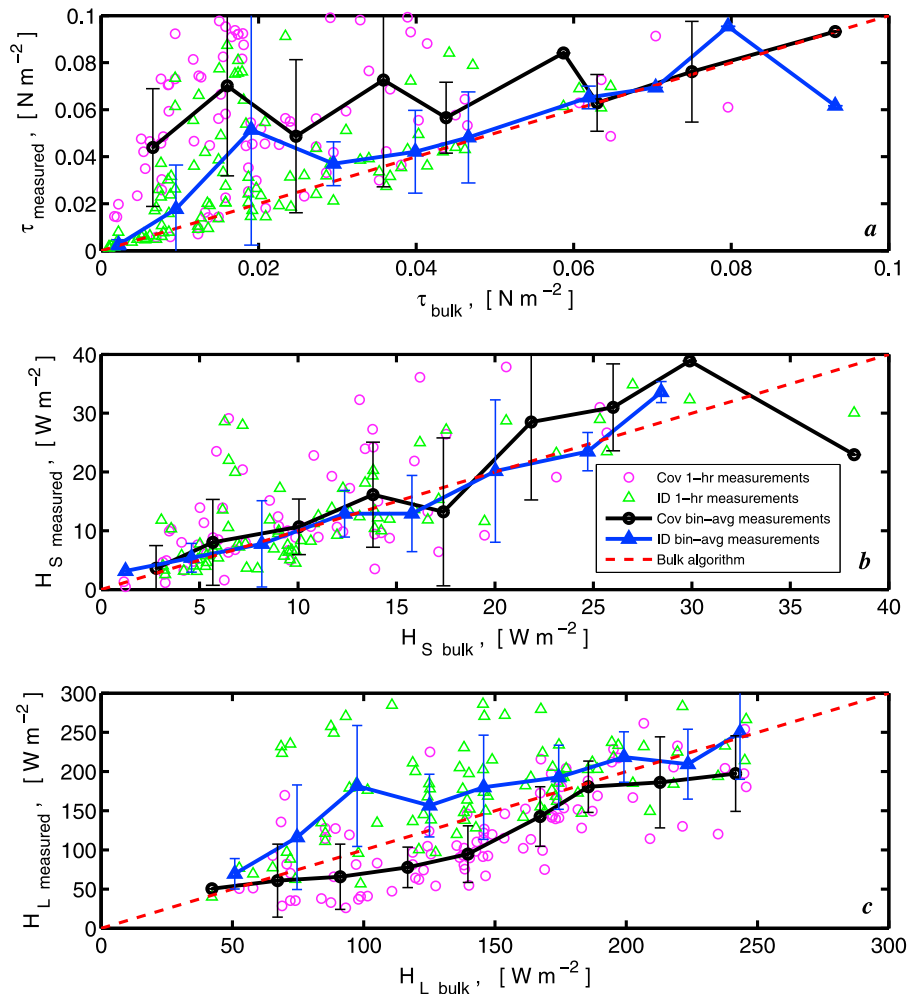 0.1
0.08
0.06
0.04
0.02
0
τ measured, [N m−2]
a
0 0.02 0.04 0.06 0.08 0.1
τ bulk, [N m−2]
40
30
20
10
0
H S measured, [W m−2]
Cov 1−hr measurements
ID 1−hr measurements
Cov bin−avg measurements
ID bin−avg measurements
Bulk algorithm
b
0 5 10 15 20 25 30 35 40
H S bulk, [W m−2]
300
250
200
150
100
50
0
H L measured, [W m−2]
c
0 50 100 150 200 250 300
H L bulk, [W m−2]